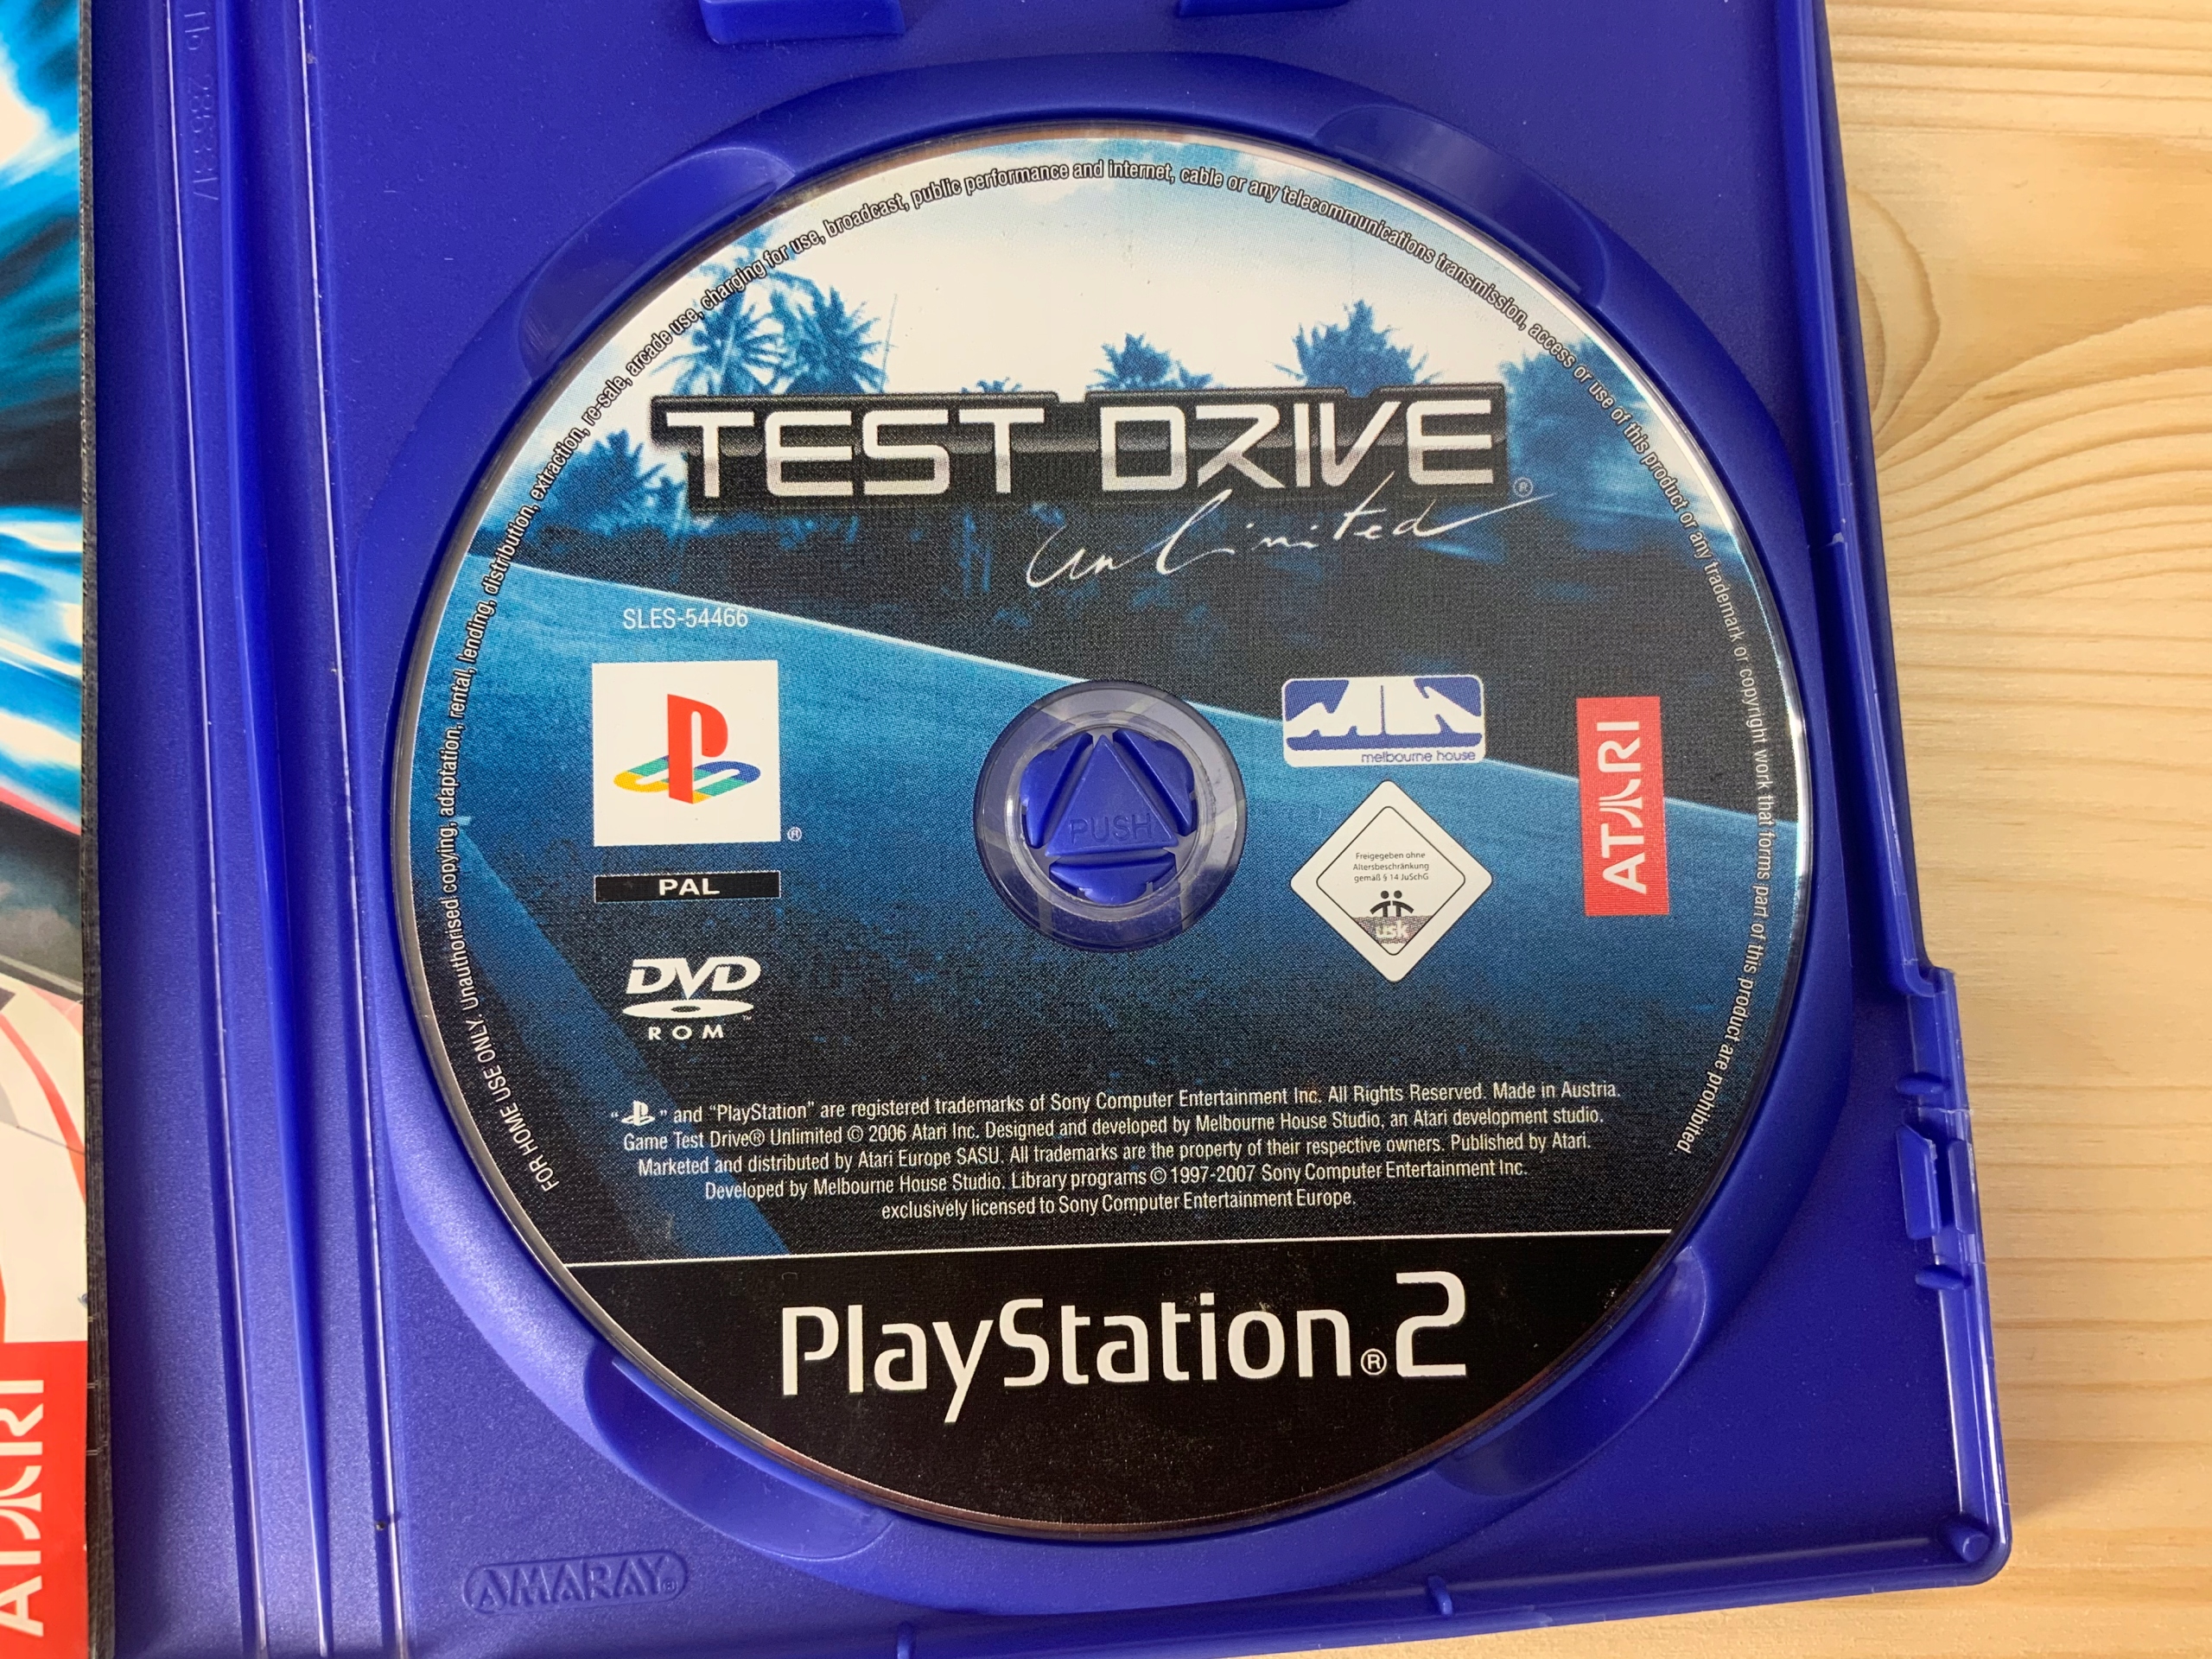 FOR HOME USE ONLY. Unauthorised copying, adaptation, rental, lending, distribution, extraction, re-sale, arcade use, charging for use, broadcast, public performance and internet, cable or any telecommunications transmission, access or use of this product or any trademark or copyright work that forms part of this product are prohibited
TEST DRIVE®
Unlimited
SLES-54466
®
PAL
DVD
ROM™
PUSH
melbourne house
Freigegeben ohne
Altersbeschränkung
gemäß § 14 JuSchG
usk
ATARI
" " and "PlayStation" are registered trademarks of Sony Computer Entertainment Inc. All Rights Reserved. Made in Austria.
Game Test Drive® Unlimited © 2006 Atari Inc. Designed and developed by Melbourne House Studio, an Atari development studio.
Marketed and distributed by Atari Europe SASU. All trademarks are the property of their respective owners. Published by Atari.
Developed by Melbourne House Studio. Library programs © 1997-2007 Sony Computer Entertainment Inc.
exclusively licensed to Sony Computer Entertainment Europe.
PlayStation®2
AMARAY®
ATARI